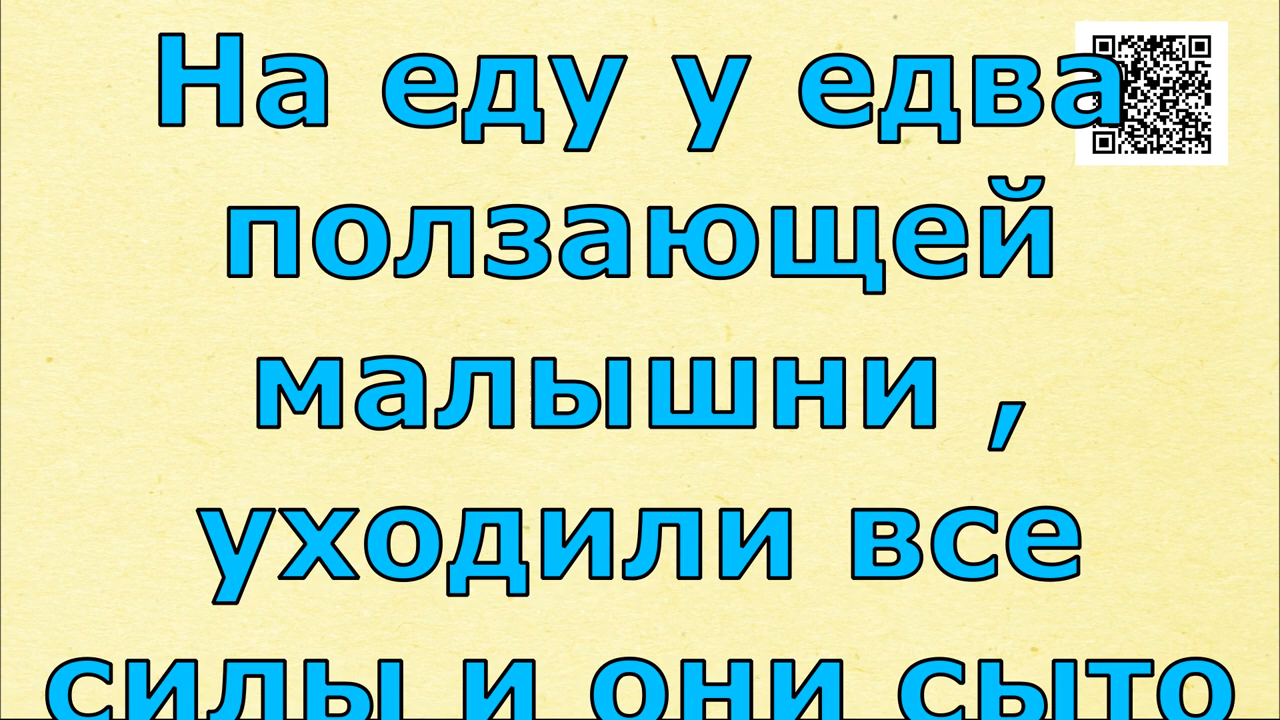 На еду у едва
ползающей
малышни ,
уходили все
силы и они сыто